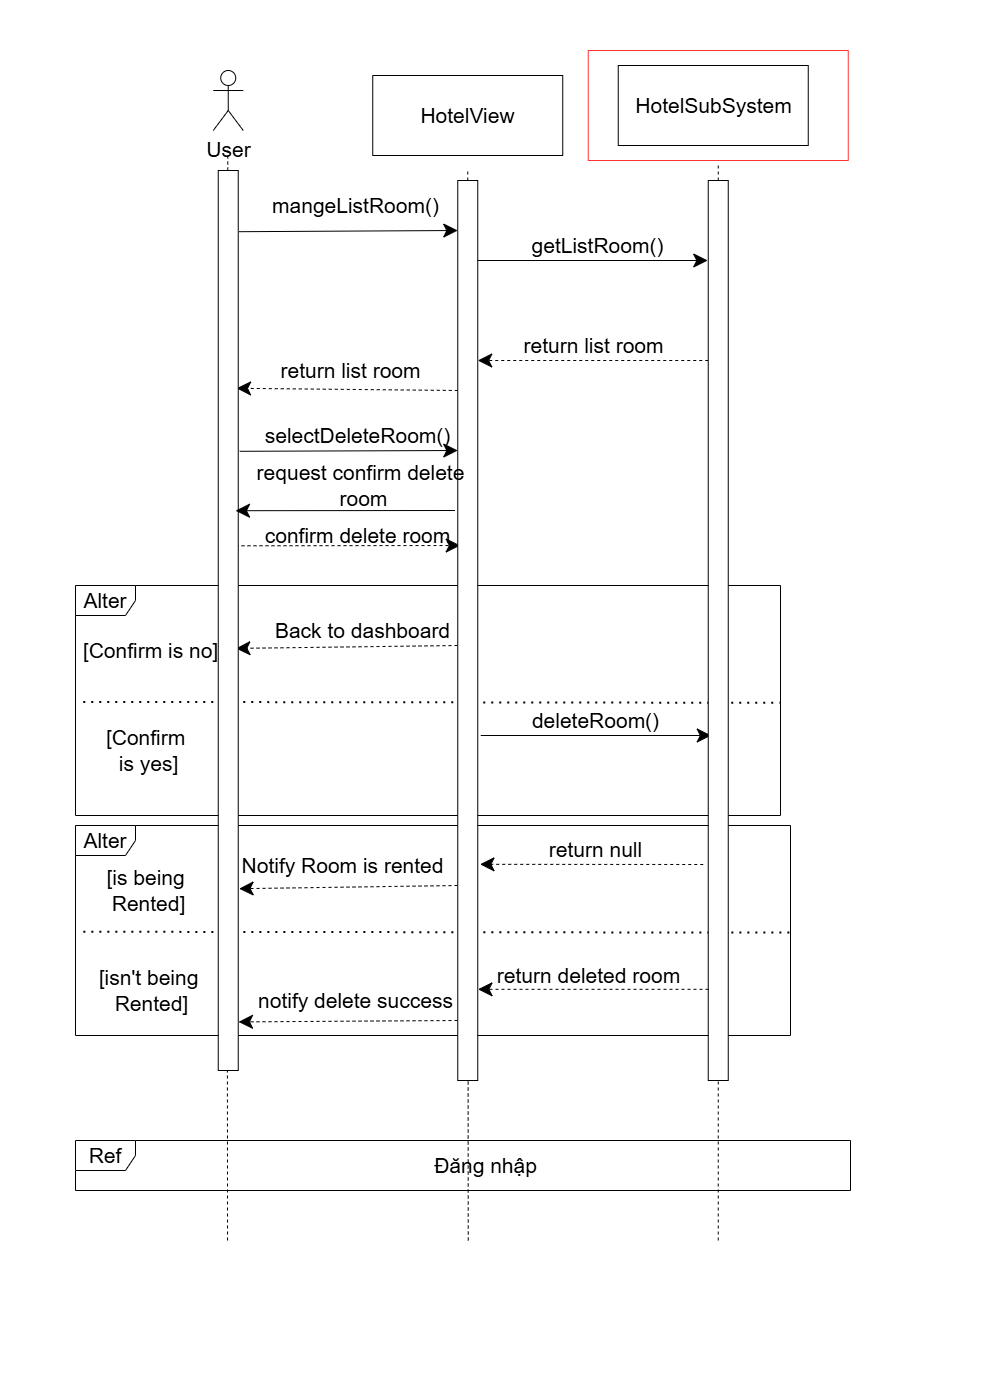 HotelView
HotelSubSystem
User
mangeListRoom()
getListRoom()
return list room
return list room
selectDeleteRoom()
request confirm delete
room
confirm delete room
Alter
Back to dashboard
[Confirm is no]
deleteRoom()
[Confirm
is yes]
Alter
return null
Notify Room is rented
[is being
Rented]
[isn't being
Rented]
return deleted room
notify delete success
Ref
Đăng nhập